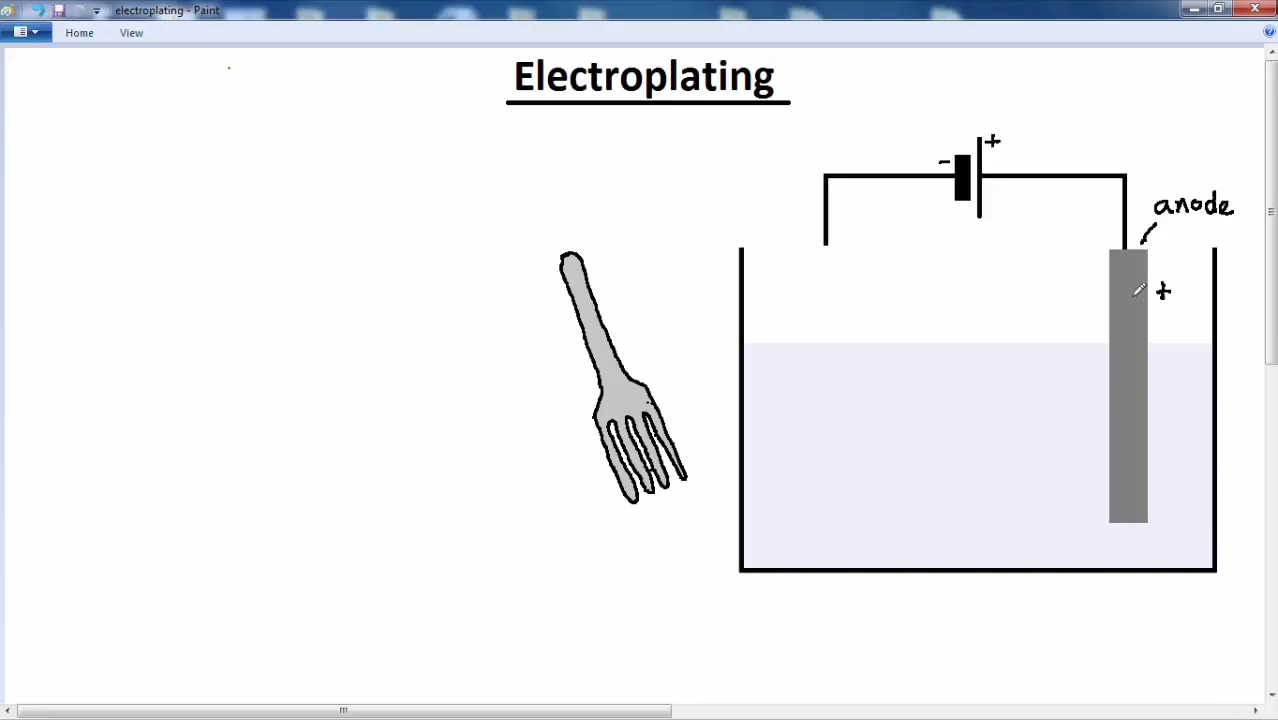 electroplating - Paint
Home View
Electroplating
- +
anode
+